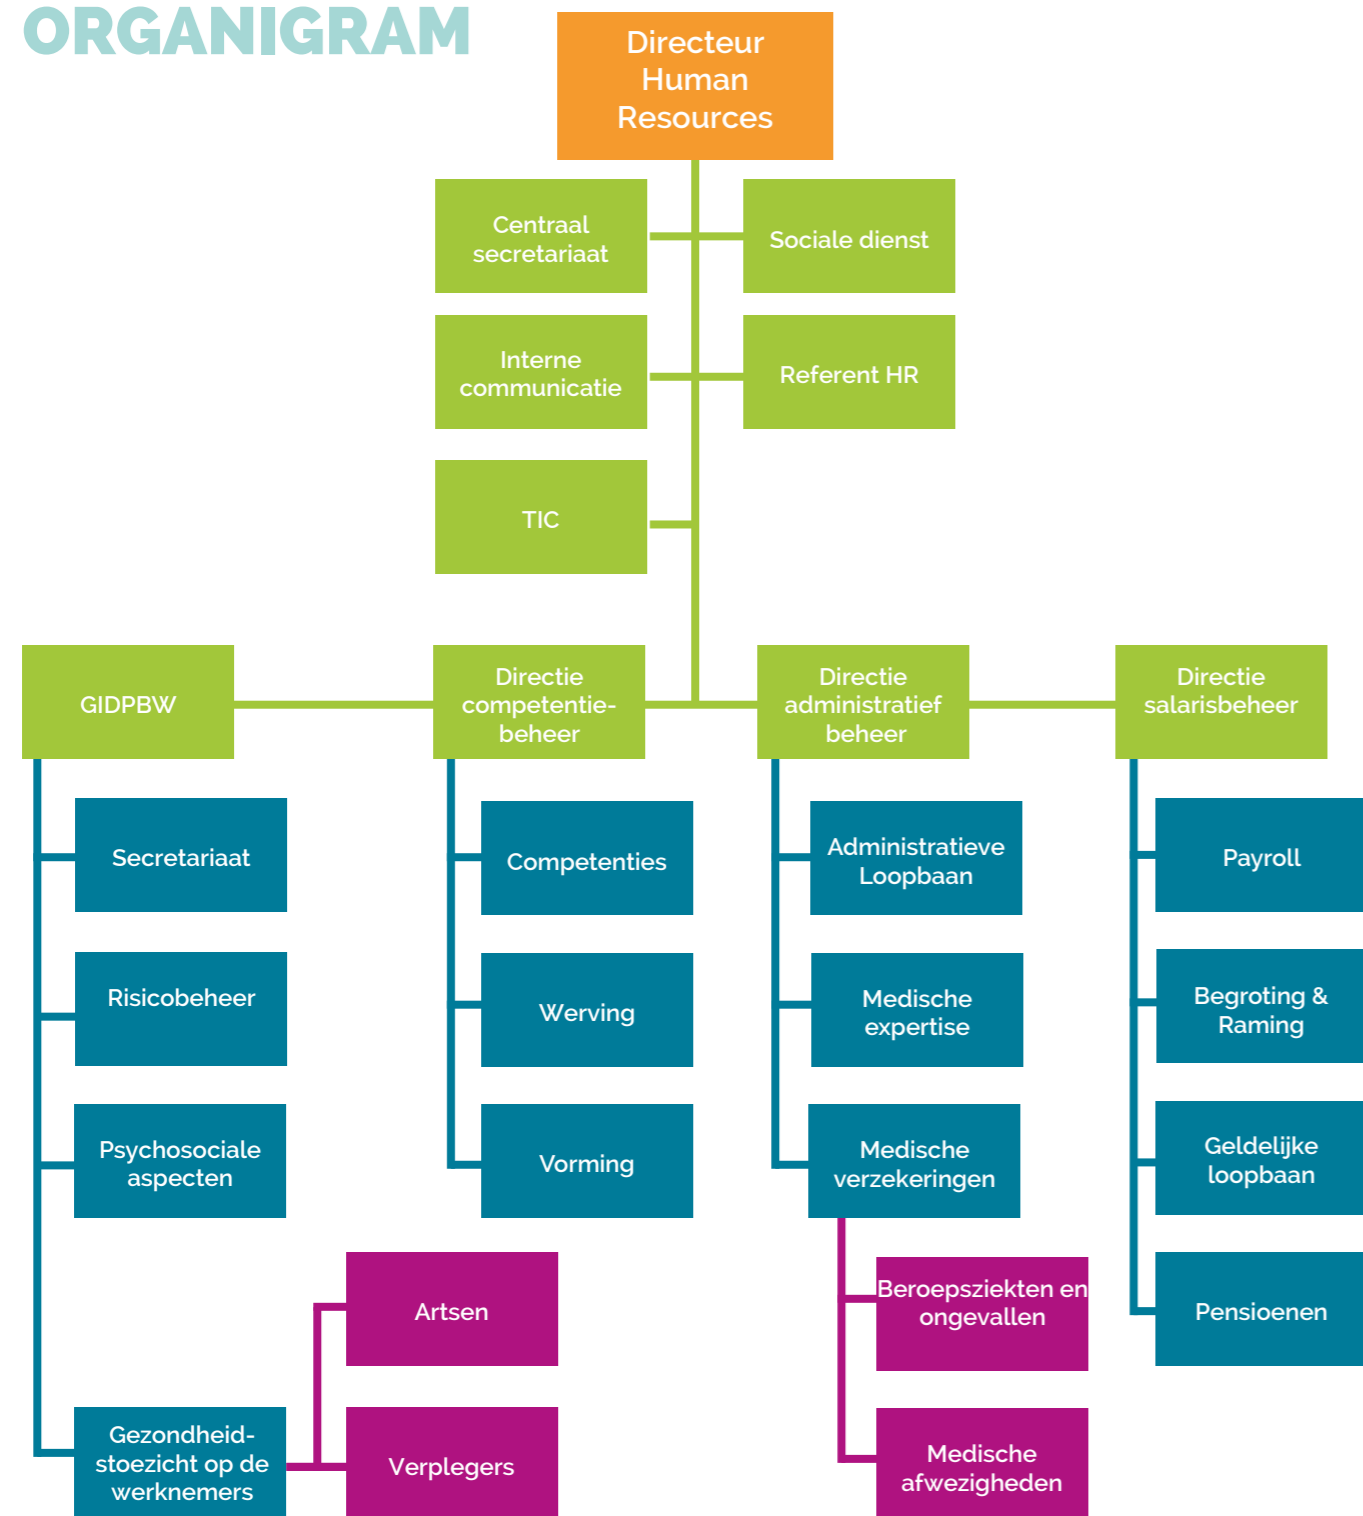 ORGANIGRAM
Directeur
Human
Resources
Centraal
secretariaat
Sociale dienst
Interne
communicatie
Referent HR
TIC
GIDPBW
Directie
competentie-
beheer
Directie
administratief
beheer
Directie
salarisbeheer
Secretariaat
Competenties
Administratieve
Loopbaan
Payroll
Risicobeheer
Werving
Medische
expertise
Begroting &
Raming
Psychosociale
aspecten
Vorming
Medische
verzekeringen
Geldelijke
loopbaan
Artsen
Beroepsziekten en
ongevallen
Pensioenen
Gezondheid-
stoezicht op de
werknemers
Verplegers
Medische
afwezigheden